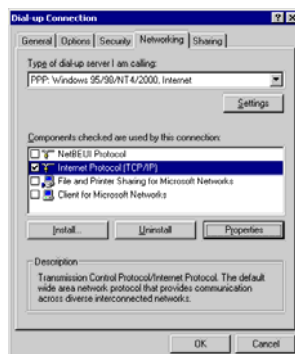 Dial-up Connection
General
Options
Security
Networking
Sharing
Type of dial-up server I am calling:
PPP: Windows 95/98/NT4/2000, Internet
Settings
Components checked are used by this connection:
NetBEUI Protocol
Internet Protocol (TCP/IP)
File and Printer Sharing for Microsoft Networks
Client for Microsoft Networks
Install...
Uninstall
Properties
Description
Transmission Control Protocol/Internet Protocol. The default
wide area network protocol that provides communication
across diverse interconnected networks.
OK
Cancel